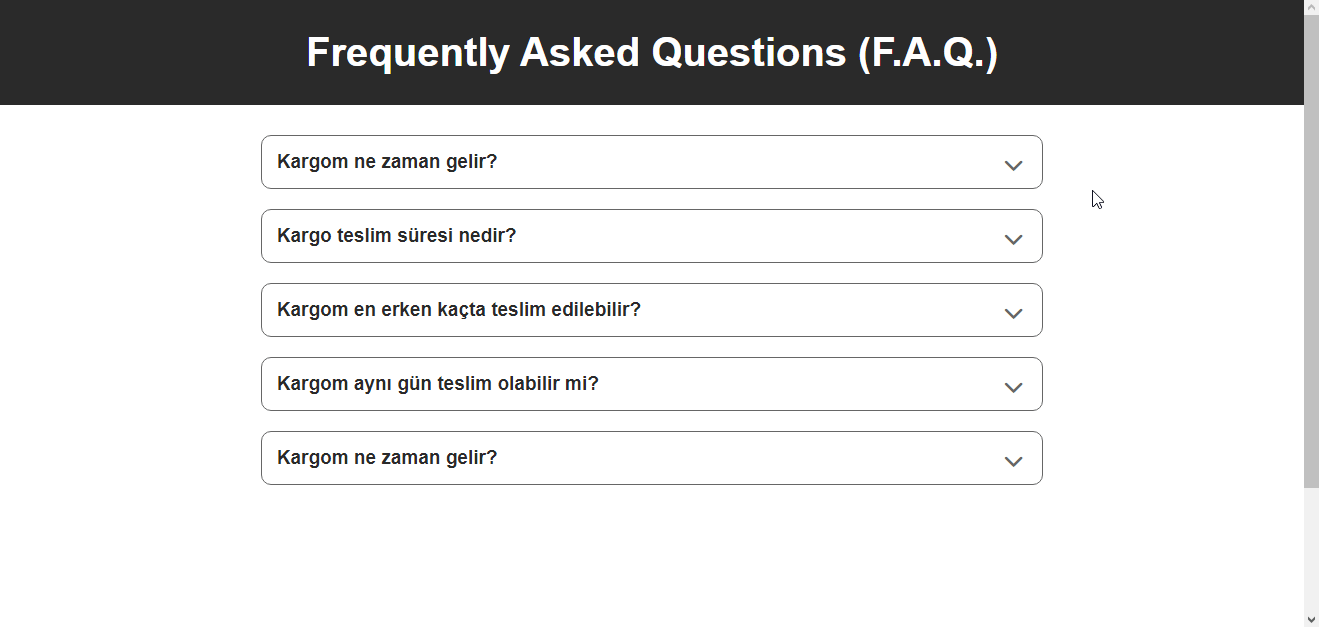 Frequently Asked Questions (F.A.Q.)
Kargom ne zaman gelir?
Kargo teslim süresi nedir?
Kargom en erken kaçta teslim edilebilir?
Kargom aynı gün teslim olabilir mi?
Kargom ne zaman gelir?